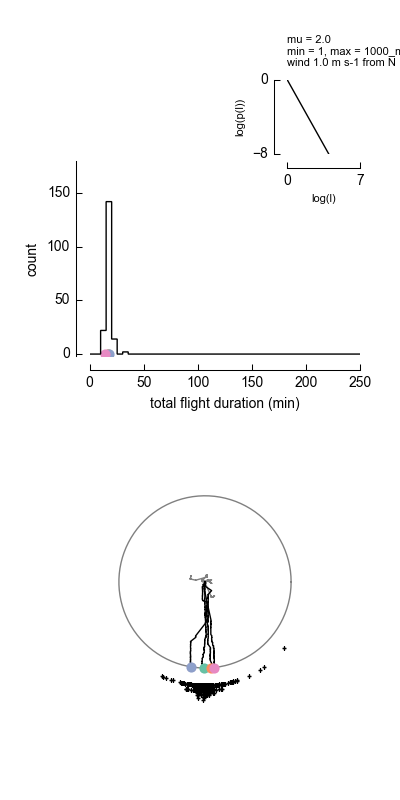 mu = 2.0
min = 1, max = 1000_m
wind 1.0 m s-1 from N
0
log(p(l))
−8
0
7
log(l)
150
100
50
0
count
0
50
100
150
200
250
total flight duration (min)